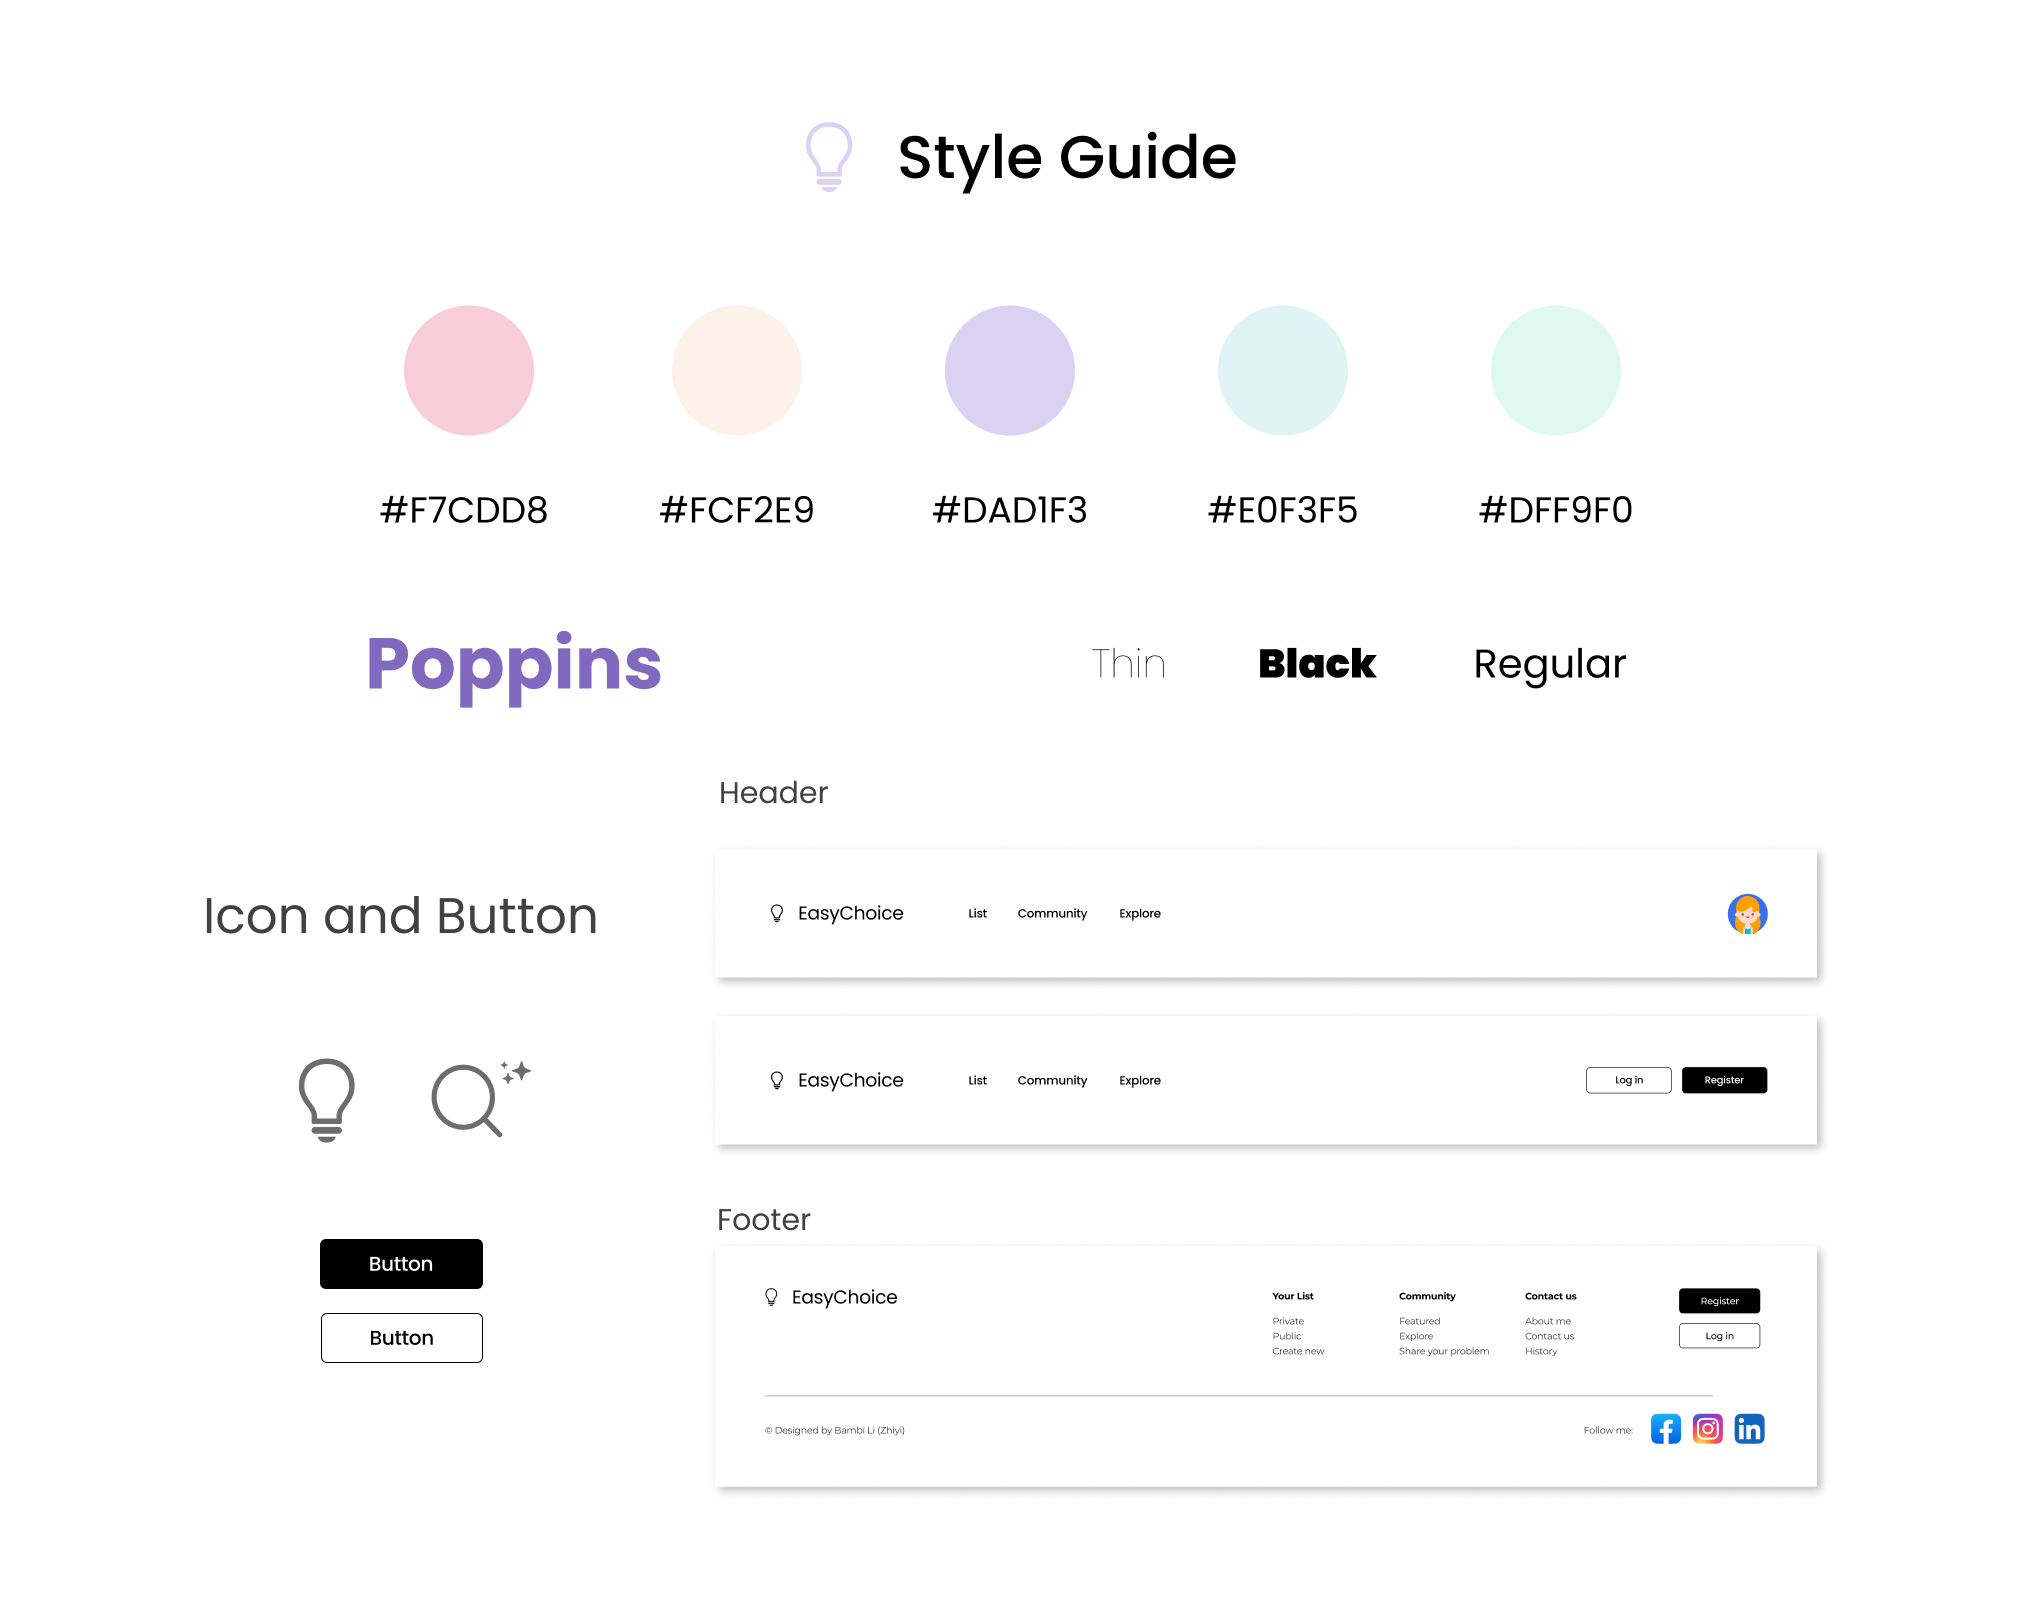 Style Guide
#F7CDD8
#FCF2E9
#DAD1F3
#E0F3F5
#DFF9F0
Poppins
Thin
Black
Regular
Icon and Button
Button
Button
Header
EasyChoice
List
Community
Explore
EasyChoice
List
Community
Explore
Log in
Register
Footer
EasyChoice
Your List
Private
Public
Create new
Community
Featured
Explore
Share your problem
Contact us
About me
Contact us
History
Register
Log in
© Designed by Bambi Li (Zhiyi)
Follow me: